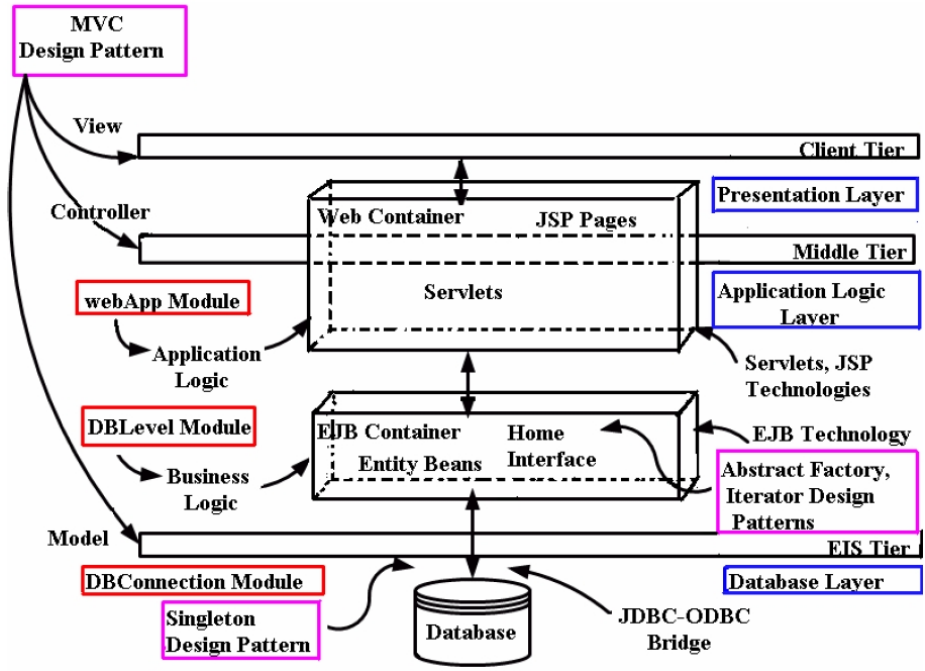 MVC
Design Pattern
View
Client Tier
Presentation Layer
Controller
Web Container
JSP Pages
Middle Tier
webApp Module
Servlets
Application Logic
Layer
Application
Logic
Servlets, JSP
Technologies
DBLevel Module
EJB Container
Home
Interface
EJB Technology
Entity Beans
Business
Logic
Abstract Factory,
Iterator Design
Patterns
Model
EIS Tier
DBConnection Module
Database Layer
Singleton
Design Pattern
Database
JDBC-ODBC
Bridge